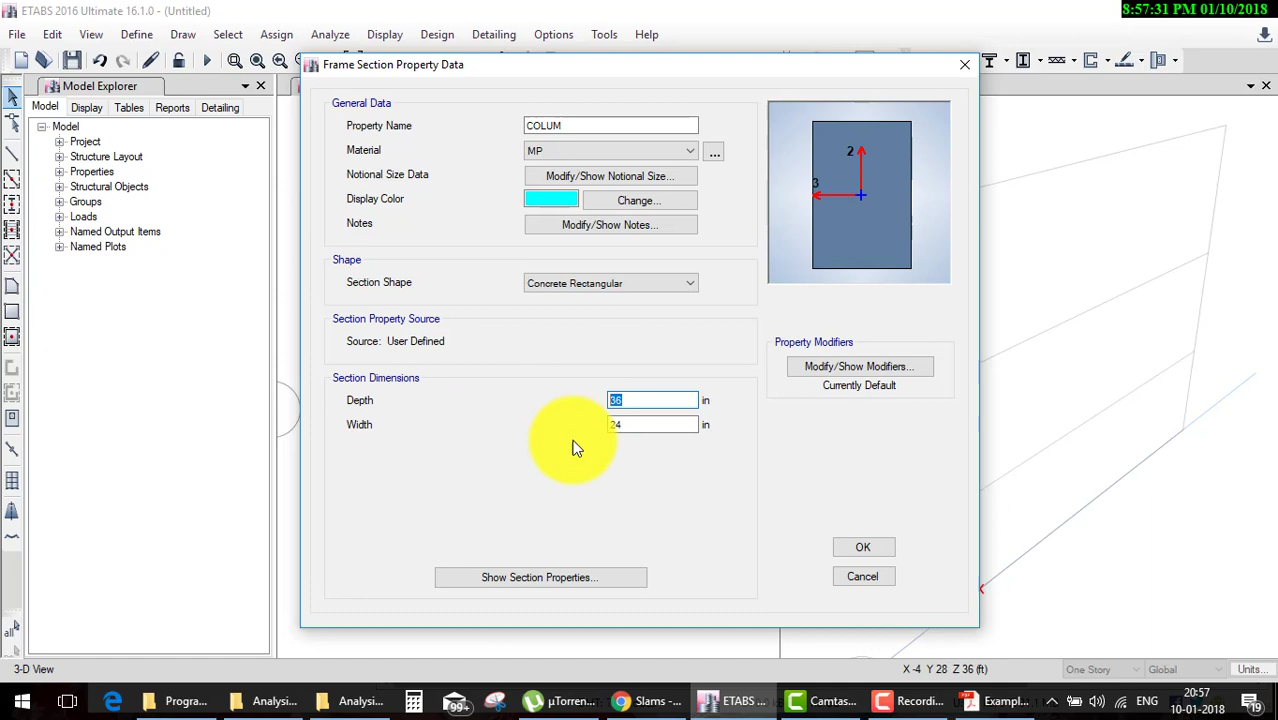 ETABS 2016 Ultimate 16.1.0 - (Untitled)
8:57:31 PM 01/10/2018
File Edit View Define Draw Select Assign Analyze Display Design Detailing Options Tools Help
Model Explorer
Model Display Tables Reports Detailing
Model
Project
Structure Layout
Properties
Structural Objects
Groups
Loads
Named Output Items
Named Plots
all
Frame Section Property Data
General Data
Property Name COLUM
Material MP ...
Notional Size Data Modify/Show Notional Size...
Display Color Change...
Notes Modify/Show Notes...
2
3
Shape
Section Shape Concrete Rectangular
Section Property Source
Source: User Defined
Property Modifiers
Modify/Show Modifiers...
Currently Default
Section Dimensions
Depth 36 in
Width 24 in
OK
Show Section Properties... Cancel
3-D View X -4 Y 28 Z 36 (ft) One Story Global Units...
Progra... Analysi... Analysi... 99+ µTorren... Slams -... ETABS ... Camtas... Recordi... Exampl... ENG 20:57
10-01-2018 19